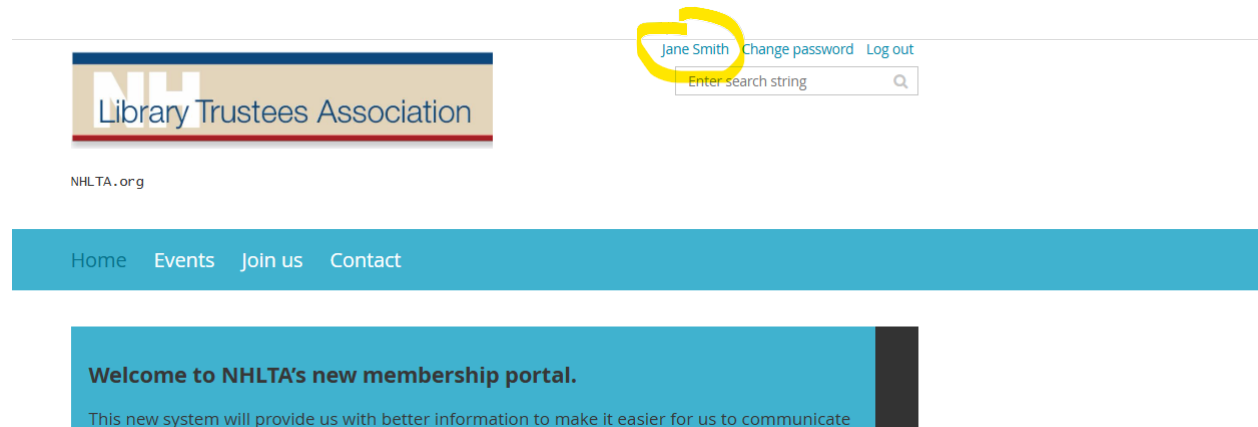 Jane Smith Change password Log out
Enter search string
NH
Library Trustees Association
NHLTA.org
Home Events Join us Contact
Welcome to NHLTA's new membership portal.
This new system will provide us with better information to make it easier for us to communicate